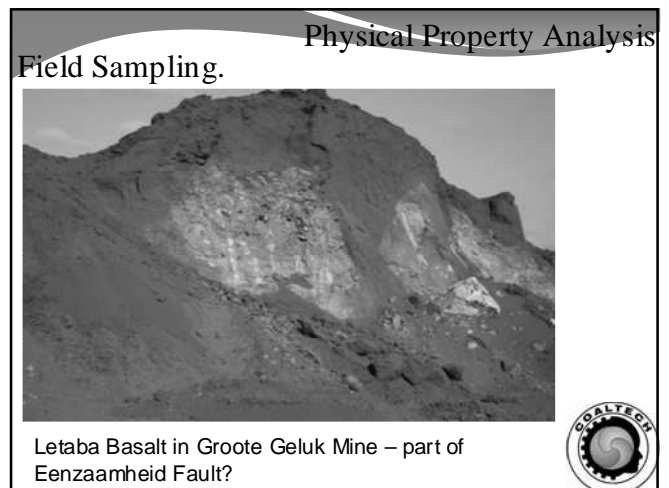 Physical Property Analysis
Field Sampling.
Letaba Basalt in Groote Geluk Mine – part of
Eenzaamheid Fault?
COALTECH